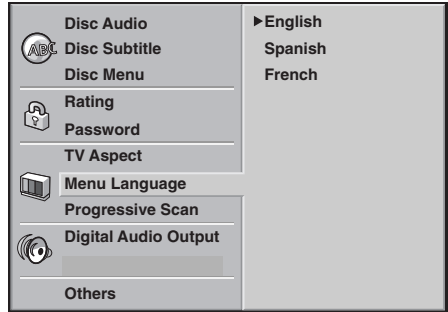 Disc Audio
Disc Subtitle
Disc Menu
Rating
Password
TV Aspect
Menu Language
Progressive Scan
Digital Audio Output
Others
▶English
Spanish
French
ABC